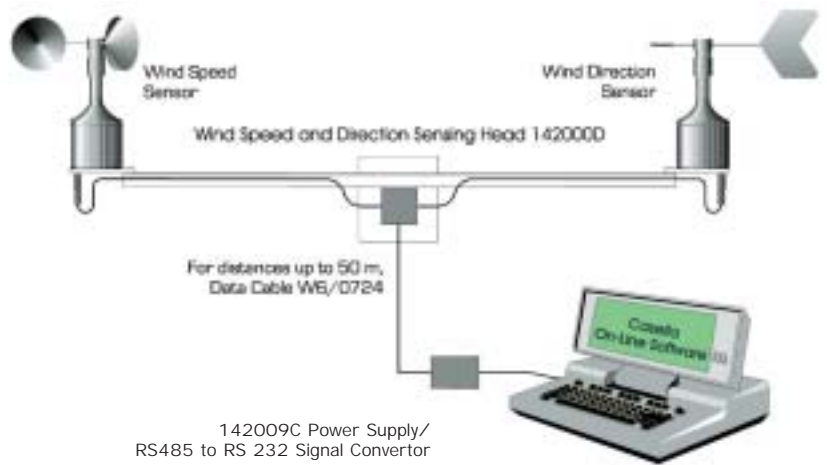 Wind Speed
Sensor
Wind Direction
Sensor
Wind Speed and Direction Sensing Head 142000D
For distances up to 50 m,
Data Cable W6/0724
Casella
On-Line Software
142009C Power Supply/
RS485 to RS 232 Signal Convertor